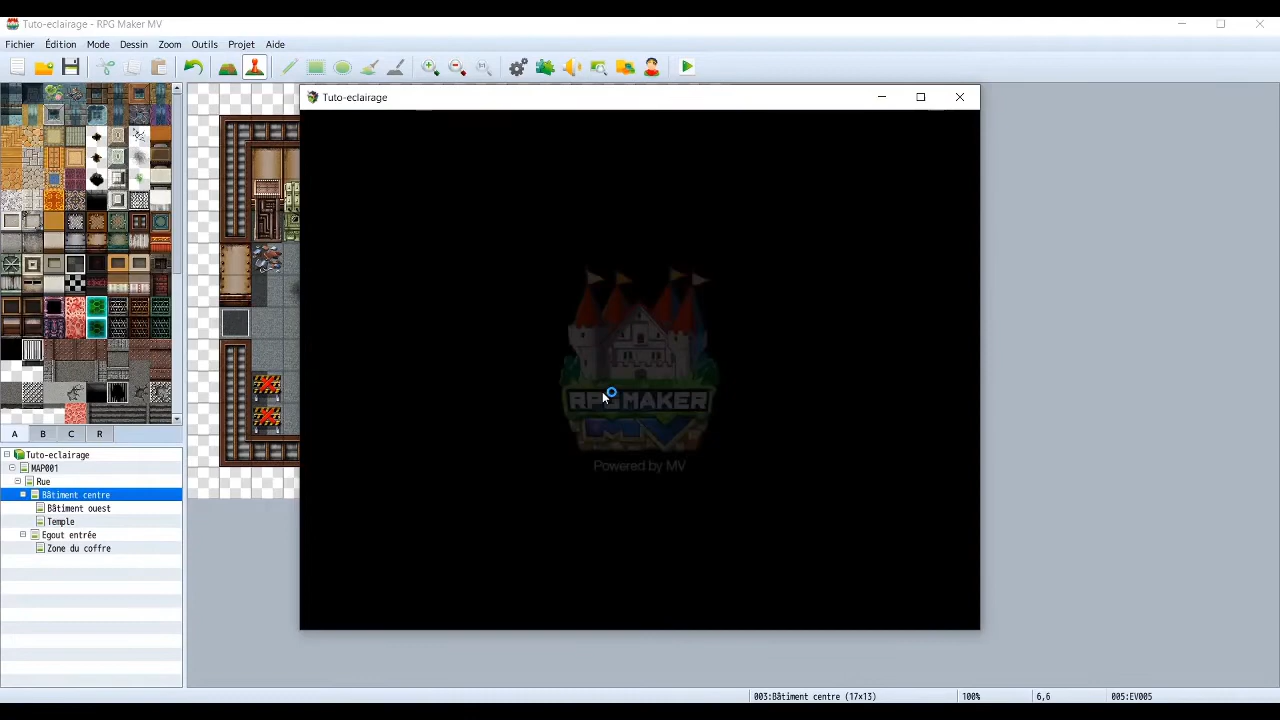 Tuto-eclairage - RPG Maker MV
Fichier Édition Mode Dessin Zoom Outils Projet Aide
Tuto-eclairage
RPG MAKER
MV
Powered by MV
A B C R
Tuto-eclairage
MAP001
Rue
Bâtiment centre
Bâtiment ouest
Temple
Egout entrée
Zone du coffre
003:Bâtiment centre (17x13) 100% 6,6 005:EV005